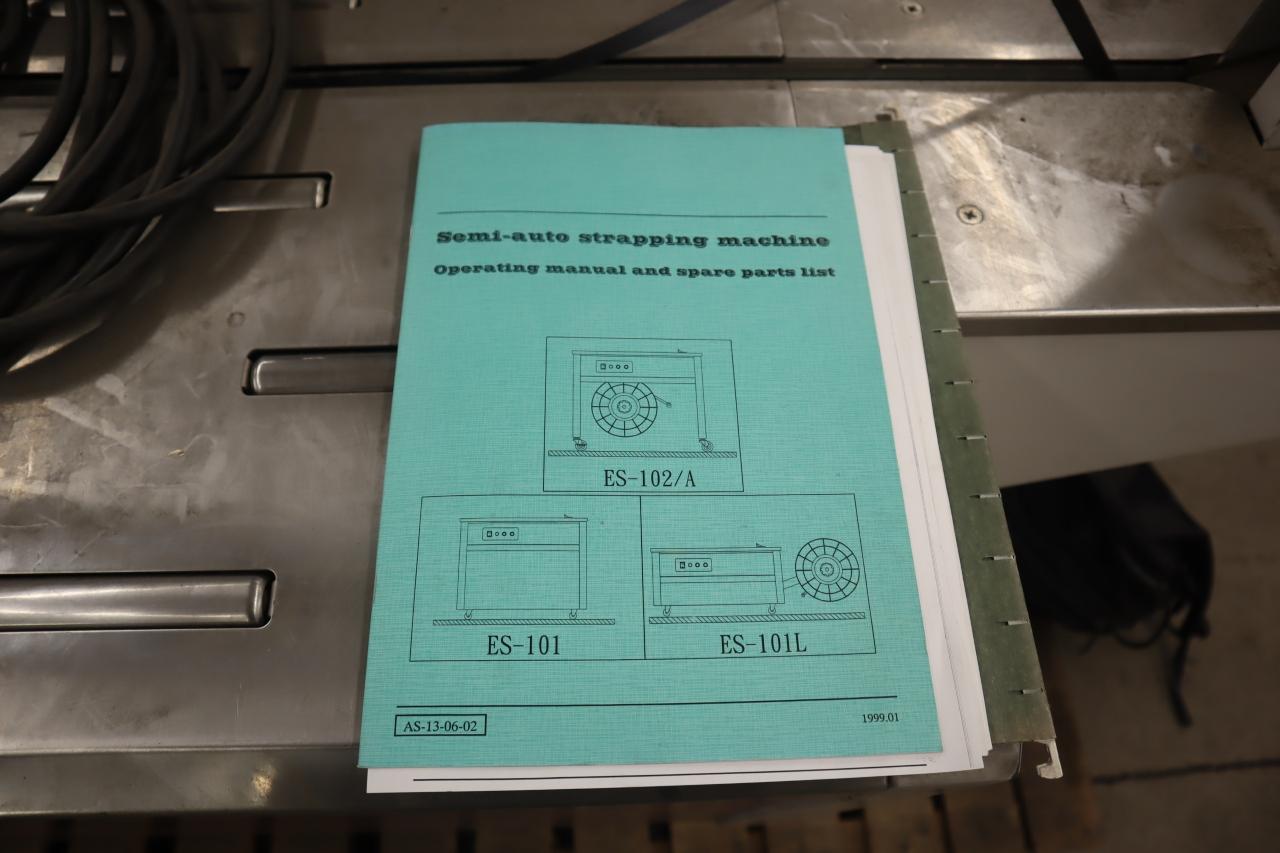 Semi-auto strapping machine
Operating manual and spare parts list
ES-102/A
ES-101
ES-101L
AS-13-06-02
1999.01